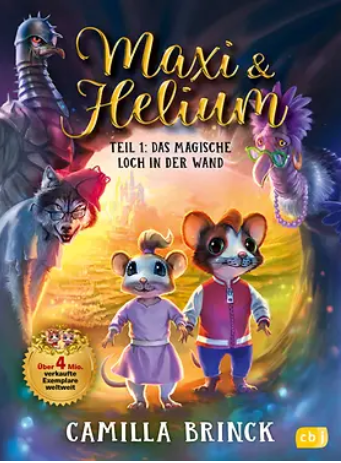 Maxi &
Helium
TEIL 1: DAS MAGISCHE
LOCH IN DER WAND
Über 4 Mio.
verkaufte
Exemplare
weltweit
CAMILLA BRINCK
cbj